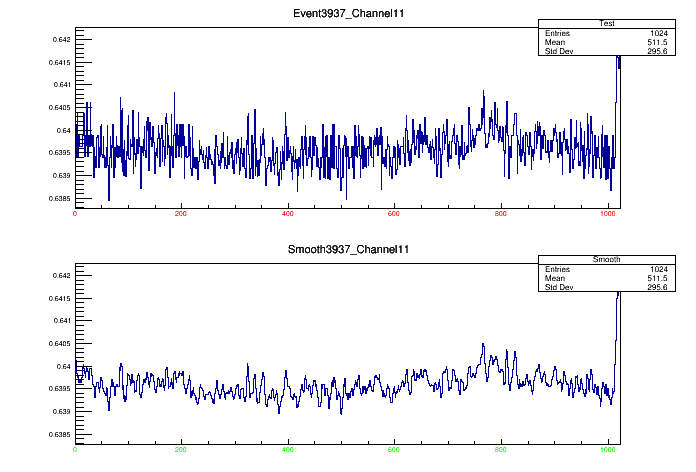 Event3937_Channel11
Test
Entries 1024
Mean 511.5
Std Dev 295.6
0.642
0.6415
0.641
0.6405
0.64
0.6395
0.639
0.6385
0 200 400 600 800 1000
Smooth3937_Channel11
Smooth
Entries 1024
Mean 511.5
Std Dev 295.6
0.642
0.6415
0.641
0.6405
0.64
0.6395
0.639
0.6385
0 200 400 600 800 1000